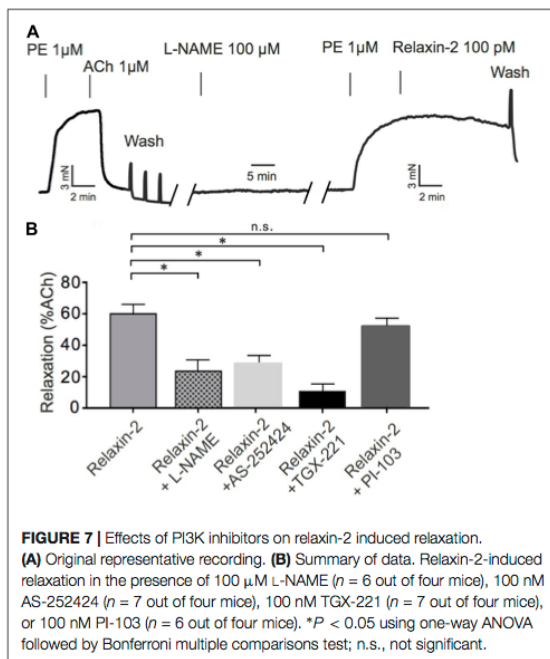 A
PE 1µM
L-NAME 100 µM
PE 1µM
Relaxin-2 100 pM
ACh 1µM
Wash
Wash
5 min
3 mN
2 min
3 mN
2 min
B
n.s.
*
*
*
Relaxation (%ACh)
80
60
40
20
0
Relaxin-2
Relaxin-2
+ L-NAME
Relaxin-2
+AS-252424
Relaxin-2
+TGX-221
Relaxin-2
+ PI-103
FIGURE 7 | Effects of PI3K inhibitors on relaxin-2 induced relaxation.
(A) Original representative recording. (B) Summary of data. Relaxin-2-induced
relaxation in the presence of 100 µM L-NAME (n = 6 out of four mice), 100 nM
AS-252424 (n = 7 out of four mice), 100 nM TGX-221 (n = 7 out of four mice),
or 100 nM PI-103 (n = 6 out of four mice). *P < 0.05 using one-way ANOVA
followed by Bonferroni multiple comparisons test; n.s., not significant.